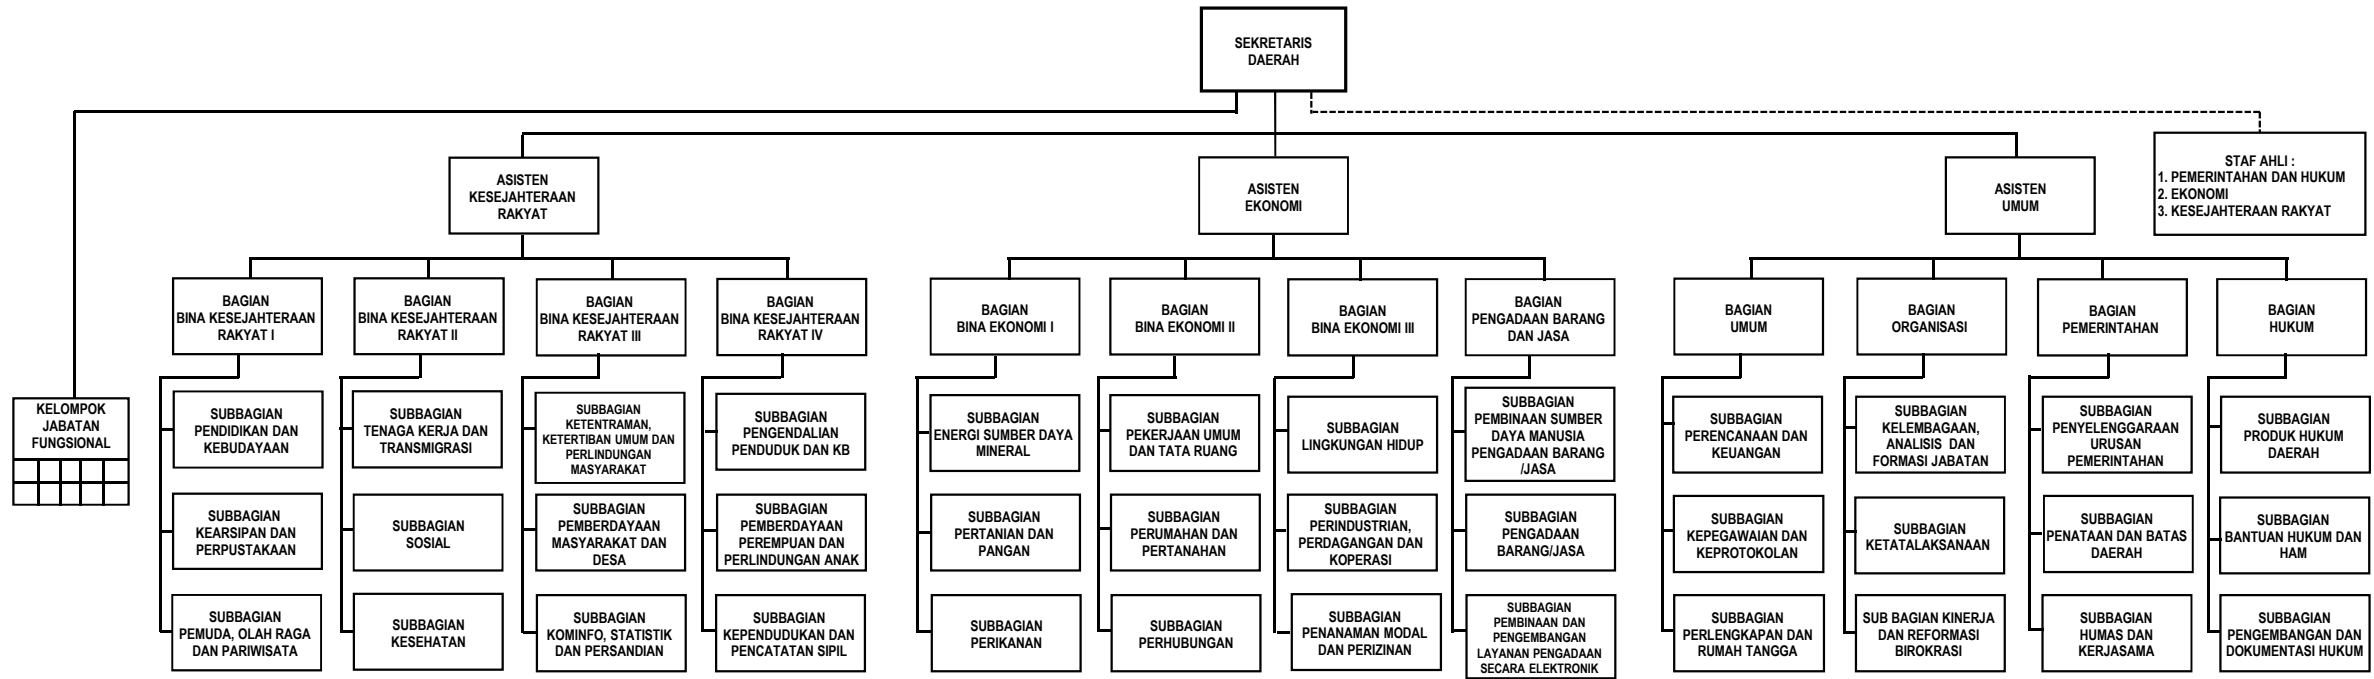 SEKRETARIS
DAERAH
STAF AHLI :
1. PEMERINTAHAN DAN HUKUM
2. EKONOMI
3. KESEJAHTERAAN RAKYAT
ASISTEN
KESEJAHTERAAN
RAKYAT
ASISTEN
EKONOMI
ASISTEN
UMUM
BAGIAN
BINA KESEJAHTERAAN
RAKYAT I
BAGIAN
BINA KESEJAHTERAAN
RAKYAT II
BAGIAN
BINA KESEJAHTERAAN
RAKYAT III
BAGIAN
BINA KESEJAHTERAAN
RAKYAT IV
BAGIAN
BINA EKONOMI I
BAGIAN
BINA EKONOMI II
BAGIAN
BINA EKONOMI III
BAGIAN
PENGADAAN BARANG
DAN JASA
BAGIAN
UMUM
BAGIAN
ORGANISASI
BAGIAN
PEMERINTAHAN
BAGIAN
HUKUM
KELOMPOK
JABATAN
FUNGSIONAL
SUBBAGIAN
PENDIDIKAN DAN
KEBUDAYAAN
SUBBAGIAN
TENAGA KERJA DAN
TRANSMIGRASI
SUBBAGIAN
KETENTRAMAN,
KETERTIBAN UMUM DAN
PERLINDUNGAN
MASYARAKAT
SUBBAGIAN
PENGENDALIAN
PENDUDUK DAN KB
SUBBAGIAN
ENERGI SUMBER DAYA
MINERAL
SUBBAGIAN
PEKERJAAN UMUM
DAN TATA RUANG
SUBBAGIAN
LINGKUNGAN HIDUP
SUBBAGIAN
PEMBINAAN SUMBER
DAYA MANUSIA
PENGADAAN BARANG
/JASA
SUBBAGIAN
PERENCANAAN DAN
KEUANGAN
SUBBAGIAN
KELEMBAGAAN,
ANALISIS DAN
FORMASI JABATAN
SUBBAGIAN
PENYELENGGARAAN
URUSAN
PEMERINTAHAN
SUBBAGIAN
PRODUK HUKUM
DAERAH
SUBBAGIAN
KEARSIPAN DAN
PERPUSTAKAAN
SUBBAGIAN
SOSIAL
SUBBAGIAN
PEMBERDAYAAN
MASYARAKAT DAN
DESA
SUBBAGIAN
PEMBERDAYAAN
PEREMPUAN DAN
PERLINDUNGAN ANAK
SUBBAGIAN
PERTANIAN DAN
PANGAN
SUBBAGIAN
PERUMAHAN DAN
PERTANAHAN
SUBBAGIAN
PERINDUSTRIAN,
PERDAGANGAN DAN
KOPERASI
SUBBAGIAN
PENGADAAN
BARANG/JASA
SUBBAGIAN
KEPEGAWAIAN DAN
KEPROTOKOLAN
SUBBAGIAN
KETATALAKSANAAN
SUBBAGIAN
PENATAAN DAN BATAS
DAERAH
SUBBAGIAN
BANTUAN HUKUM DAN
HAM
SUBBAGIAN
PEMUDA, OLAH RAGA
DAN PARIWISATA
SUBBAGIAN
KESEHATAN
SUBBAGIAN
KOMINFO, STATISTIK
DAN PERSANDIAN
SUBBAGIAN
KEPENDUDUKAN DAN
PENCATATAN SIPIL
SUBBAGIAN
PERIKANAN
SUBBAGIAN
PERHUBUNGAN
SUBBAGIAN
PENANAMAN MODAL
DAN PERIZINAN
SUBBAGIAN
PEMBINAAN DAN
PENGEMBANGAN
LAYANAN PENGADAAN
SECARA ELEKTRONIK
SUBBAGIAN
PERLENGKAPAN DAN
RUMAH TANGGA
SUB BAGIAN KINERJA
DAN REFORMASI
BIROKRASI
SUBBAGIAN
HUMAS DAN
KERJASAMA
SUBBAGIAN
PENGEMBANGAN DAN
DOKUMENTASI HUKUM